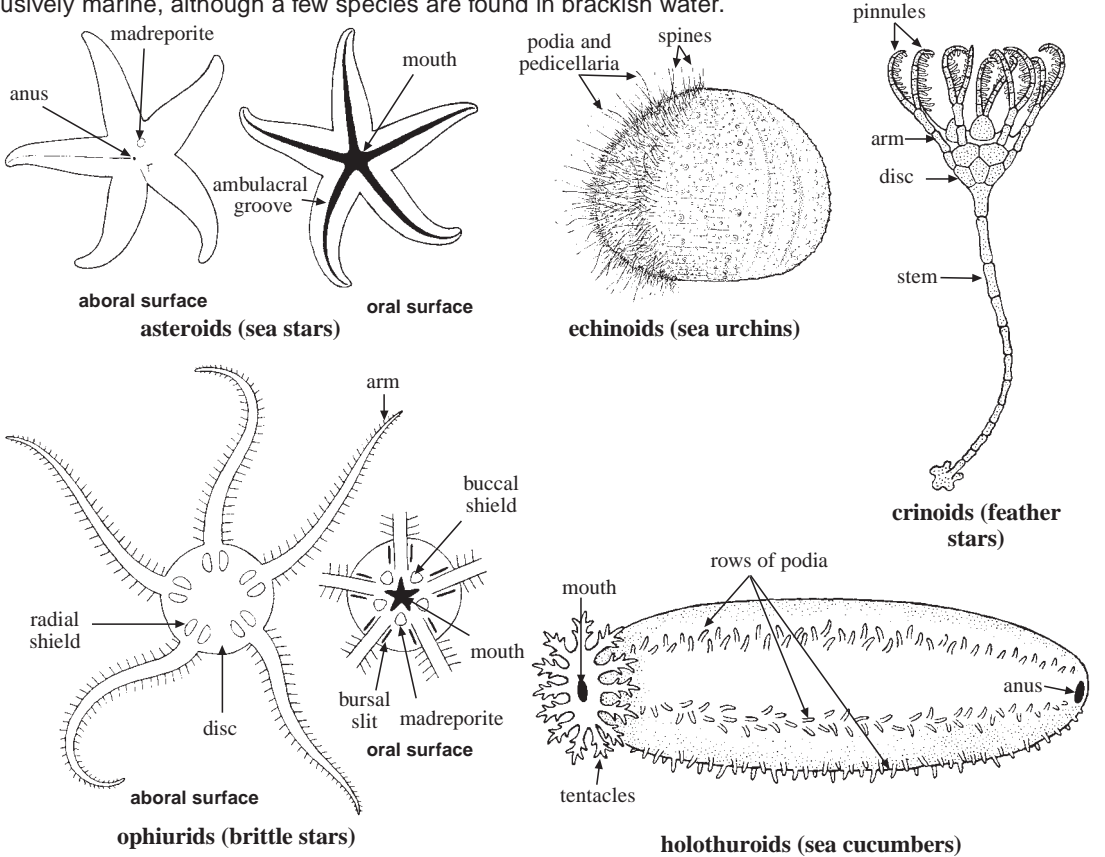 usively marine, although a few species are found in brackish water.
madreporite
anus
mouth
ambulacral
groove
aboral surface
oral surface
asteroids (sea stars)
podia and
pedicellaria
spines
echinoids (sea urchins)
pinnules
arm
disc
stem
crinoids (feather
stars)
arm
buccal
shield
radial
shield
mouth
bursal
slit
madreporite
disc
oral surface
aboral surface
ophiurids (brittle stars)
rows of podia
mouth
anus
tentacles
holothuroids (sea cucumbers)